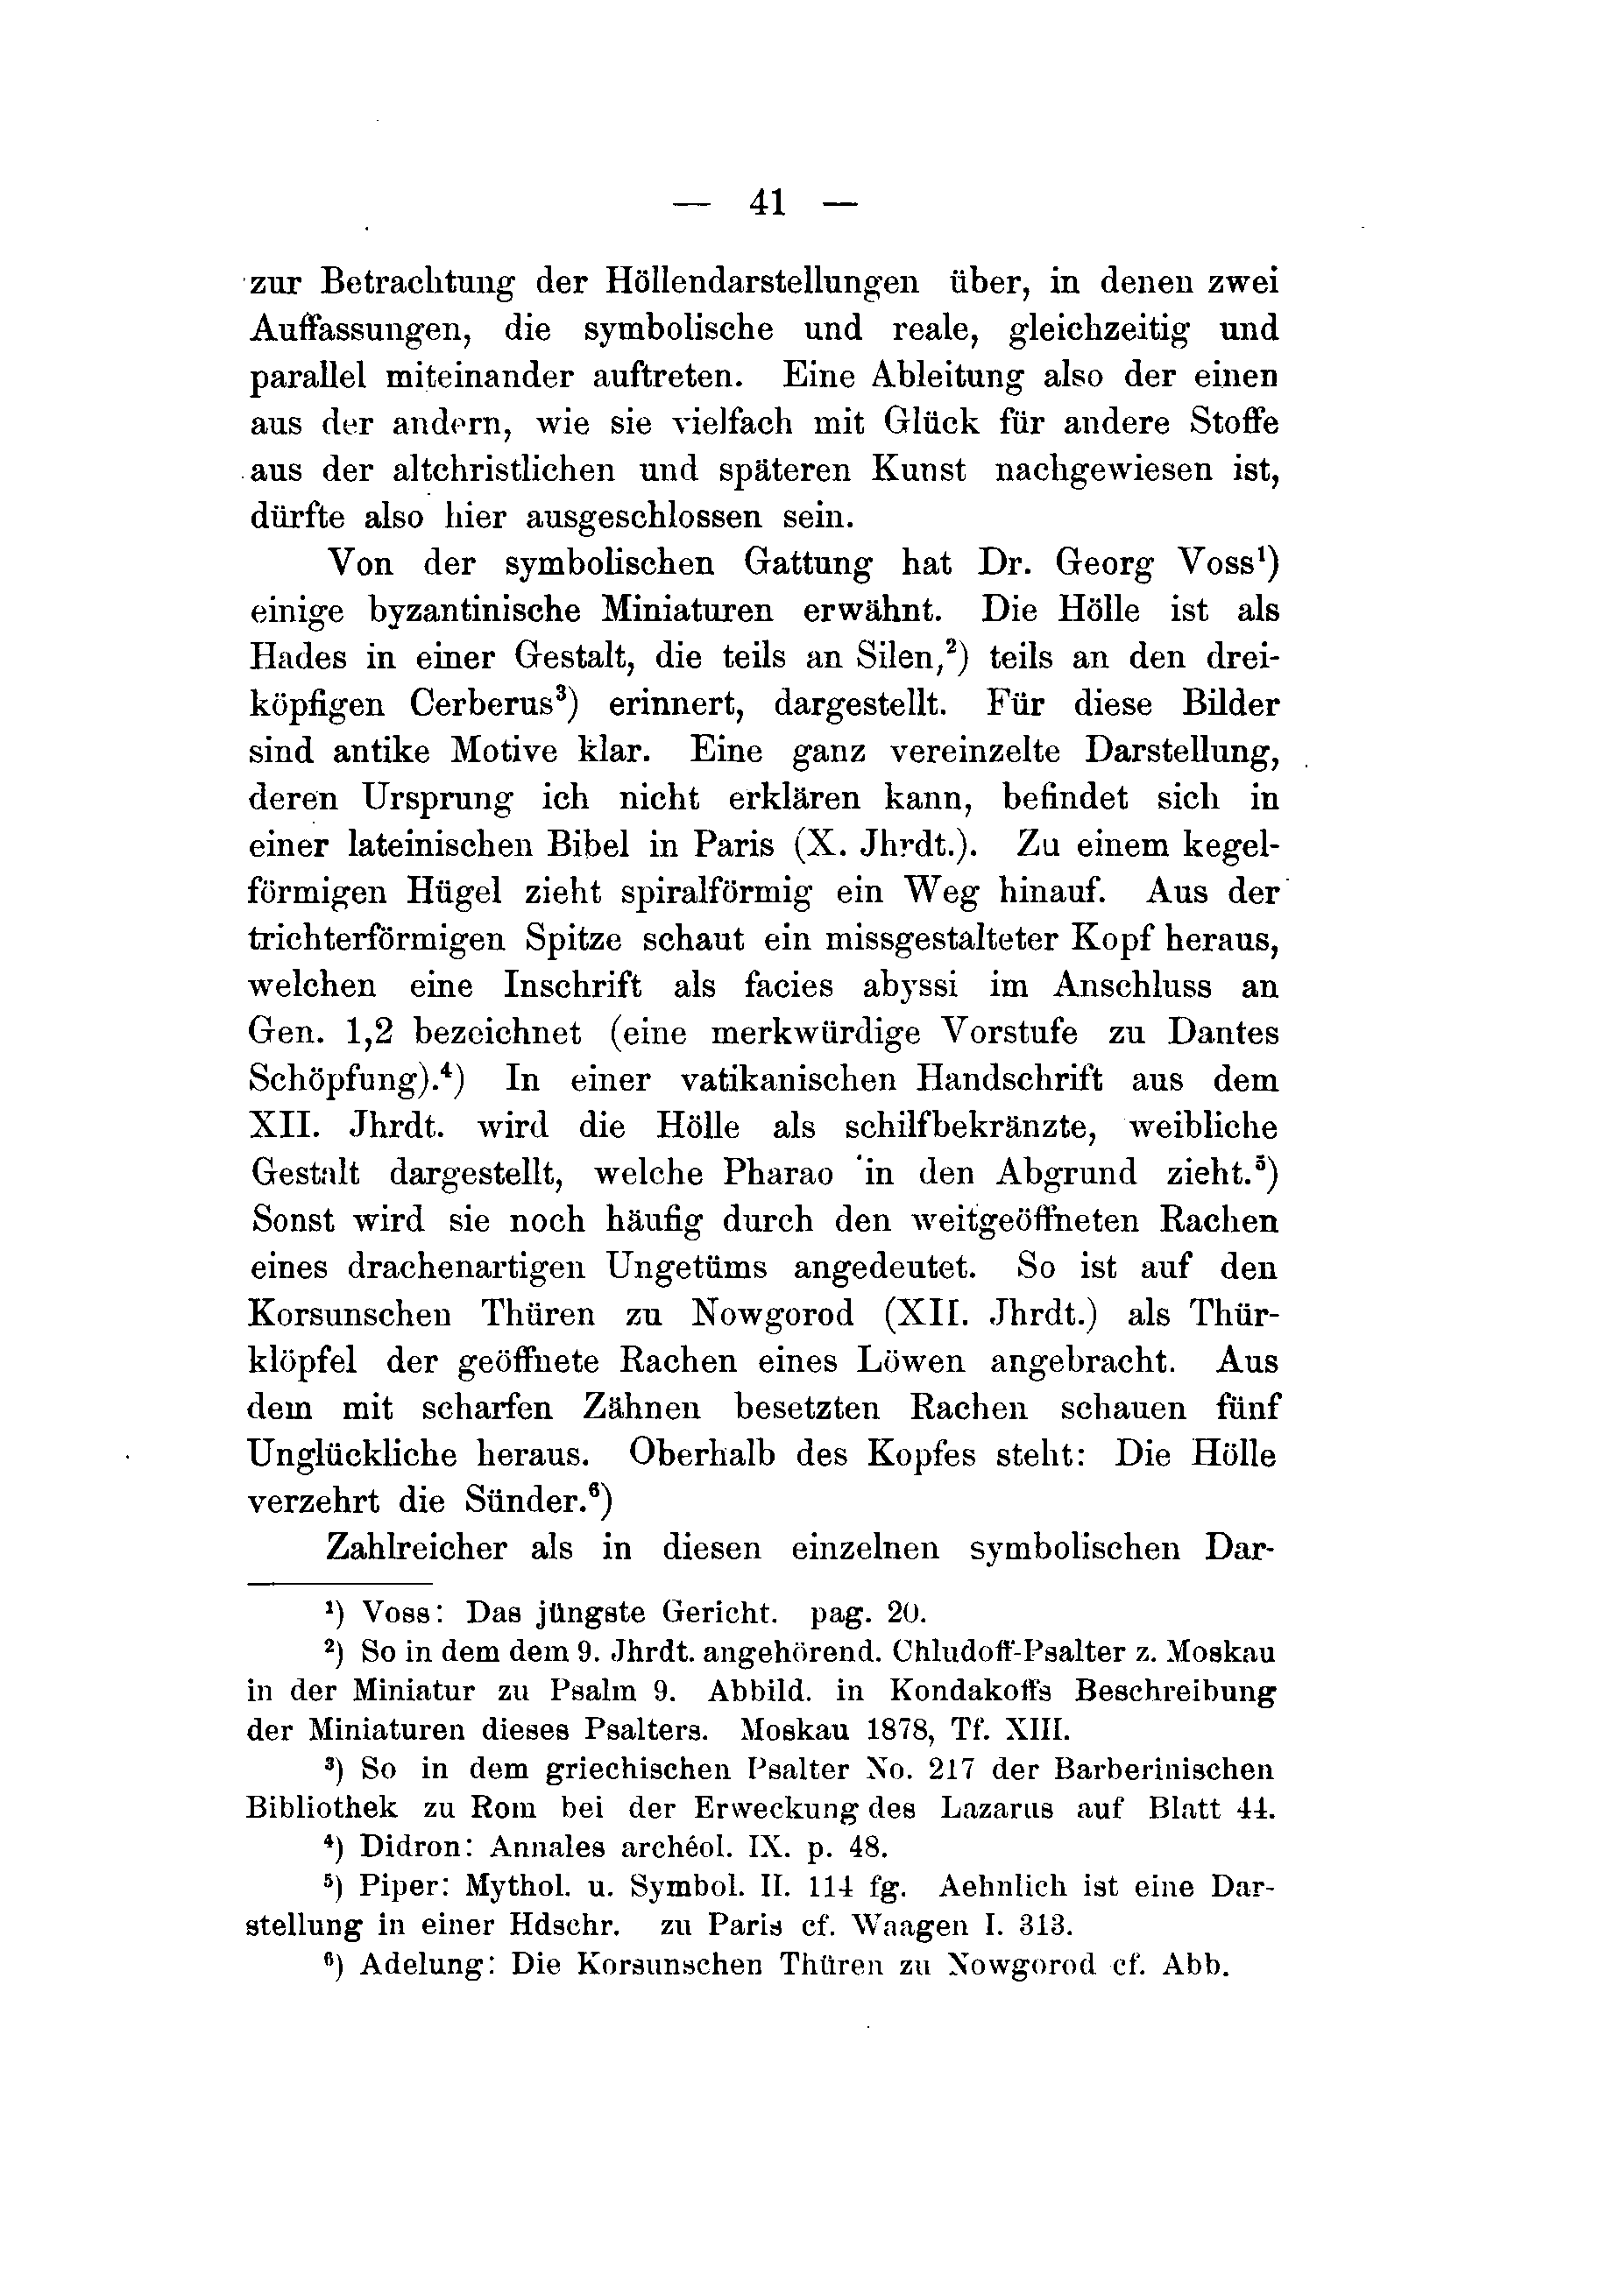 — 41 —
zur Betrachtung der Höllendarstellungen über, in denen zwei
Auffassungen, die symbolische und reale, gleichzeitig und
parallel miteinander auftreten. Eine Ableitung also der einen
aus der andern, wie sie vielfach mit Glück für andere Stoffe
aus der altchristlichen und späteren Kunst nachgewiesen ist,
dürfte also hier ausgeschlossen sein.
Von der symbolischen Gattung hat Dr. Georg Voss¹)
einige byzantinische Miniaturen erwähnt. Die Hölle ist als
Hades in einer Gestalt, die teils an Silen,²) teils an den drei-
köpfigen Cerberus³) erinnert, dargestellt. Für diese Bilder
sind antike Motive klar. Eine ganz vereinzelte Darstellung,
deren Ursprung ich nicht erklären kann, befindet sich in
einer lateinischen Bibel in Paris (X. Jhrdt.). Zu einem kegel-
förmigen Hügel zieht spiralförmig ein Weg hinauf. Aus der
trichterförmigen Spitze schaut ein missgestalteter Kopf heraus,
welchen eine Inschrift als facies abyssi im Anschluss an
Gen. 1,2 bezeichnet (eine merkwürdige Vorstufe zu Dantes
Schöpfung).⁴) In einer vatikanischen Handschrift aus dem
XII. Jhrdt. wird die Hölle als schilfbekränzte, weibliche
Gestalt dargestellt, welche Pharao in den Abgrund zieht.⁵)
Sonst wird sie noch häufig durch den weitgeöffneten Rachen
eines drachenartigen Ungetüms angedeutet. So ist auf den
Korsunschen Thüren zu Nowgorod (XII. Jhrdt.) als Thür-
klöpfel der geöffnete Rachen eines Löwen angebracht. Aus
dem mit scharfen Zähnen besetzten Rachen schauen fünf
Unglückliche heraus. Oberhalb des Kopfes steht: Die Hölle
verzehrt die Sünder.⁶)
Zahlreicher als in diesen einzelnen symbolischen Dar-
¹) Voss: Das jüngste Gericht. pag. 20.
²) So in dem dem 9. Jhrdt. angehörend. Chludoff-Psalter z. Moskau
in der Miniatur zu Psalm 9. Abbild. in Kondakoffs Beschreibung
der Miniaturen dieses Psalters. Moskau 1878, Tf. XIII.
³) So in dem griechischen Psalter No. 217 der Barberinischen
Bibliothek zu Rom bei der Erweckung des Lazarus auf Blatt 44.
⁴) Didron: Annales archéol. IX. p. 48.
⁵) Piper: Mythol. u. Symbol. II. 114 fg. Aehnlich ist eine Dar-
stellung in einer Hdschr. zu Paris cf. Waagen I. 313.
⁶) Adelung: Die Korsunschen Thüren zu Nowgorod cf. Abb.